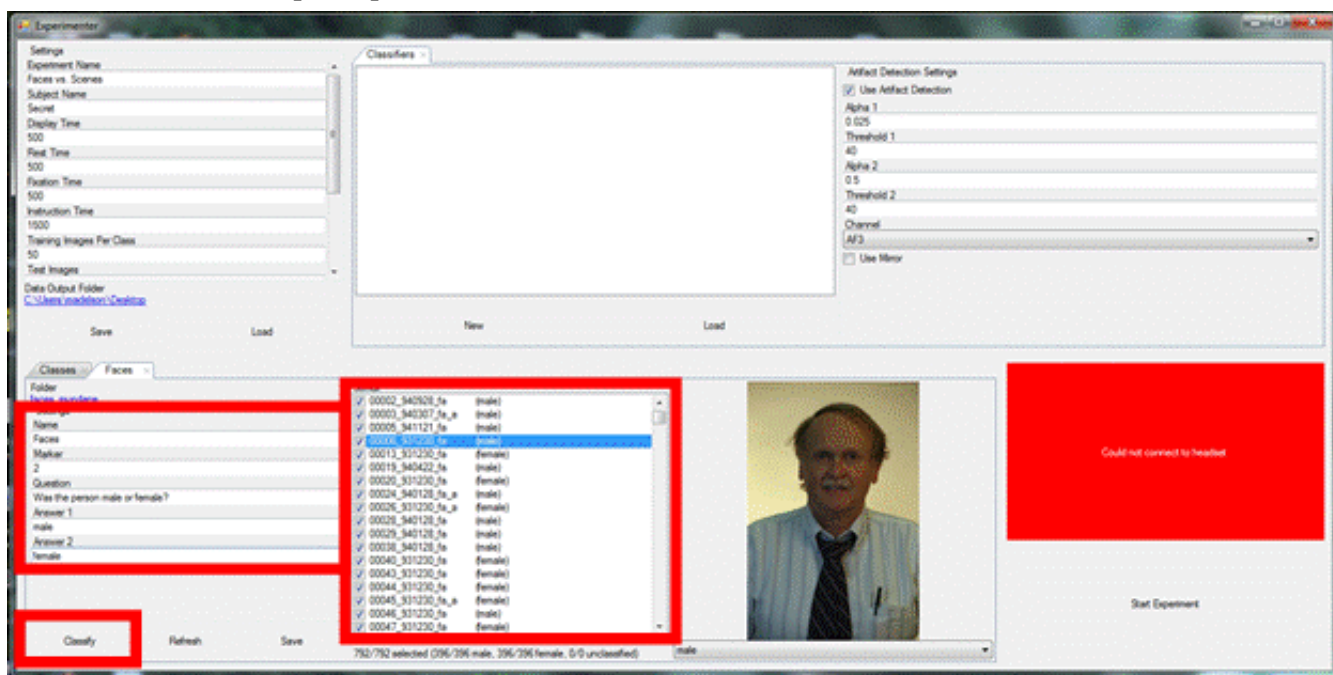 Experimenter
Settings
Experiment Name
Faces vs. Scenes
Subject Name
Secret
Display Time
500
Rest Time
500
Fixation Time
500
Instruction Time
1500
Training Images Per Class
50
Test Images
Data Output Folder
C:\Users\madelson\Desktop
Save Load
Classifiers
New Load
Artifact Detection Settings
Use Artifact Detection
Alpha 1
0.025
Threshold 1
40
Alpha 2
0.5
Threshold 2
40
Channel
AF3
Use Mirror
Classes Faces
Folder
Name
Faces
Marker
2
Question
Was the person male or female?
Answer 1
male
Answer 2
female
Classify Refresh Save
00002_940928_fa (male)
00003_940307_fa_a (male)
00005_941121_fa (male)
00006_931230_fa (male)
00013_931230_fa (female)
00019_940422_fa (male)
00020_931230_fa (female)
00024_940128_fa_a (male)
00026_931230_fa_a (female)
00028_940128_fa (male)
00029_940128_fa (male)
00038_940128_fa (male)
00040_931230_fa (female)
00043_931230_fa (female)
00044_931230_fa (female)
00045_931230_fa_a (female)
00046_931230_fa (male)
00047_931230_fa (female)
792/792 selected (396/396 male, 396/396 female, 0/0 unclassified)
male
Could not connect to headset
Start Experiment